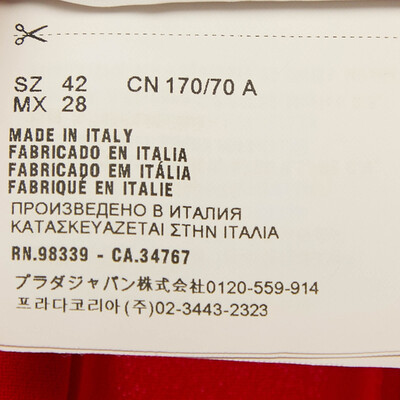 SZ 42 CN 170/70 A
MX 28
MADE IN ITALY
FABRICADO EN ITALIA
FABRICADO EM ITÁLIA
FABRIQUÉ EN ITALIE
ПРОИЗВЕДЕНО В ИТАЛИЯ
ΚΑΤΑΣΚΕΥΑΖΕΤΑΙ ΣΤΗΝ ΙΤΑΛΙΑ
RN.98339 - CA.34767
プラダジャパン株式会社0120-559-914
프라다코리아(주)02-3443-2323